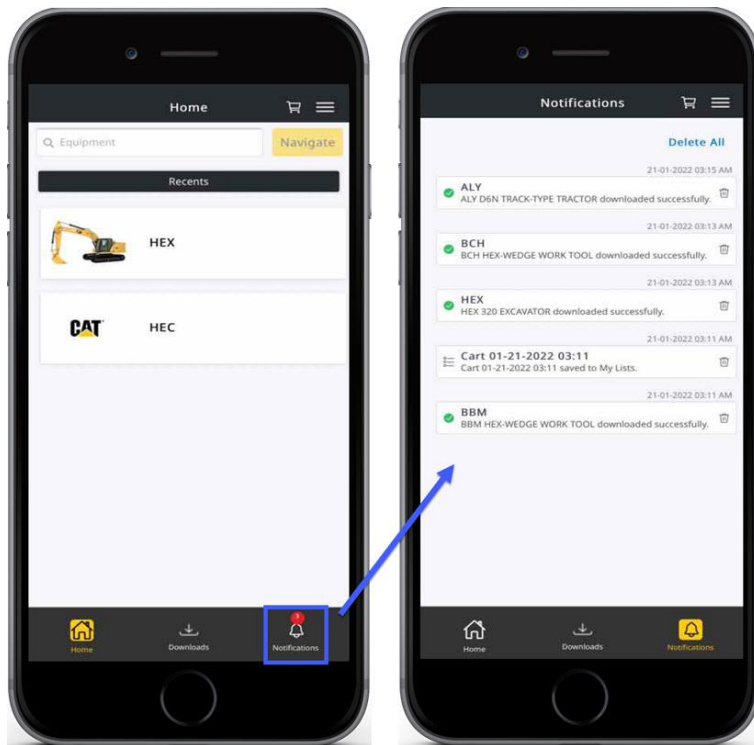 Home
Equipment
Navigate
Recents
HEX
CAT
HEC
Home
Downloads
3
Notifications
Notifications
Delete All
21-01-2022 03:15 AM
ALY
ALY D6N TRACK-TYPE TRACTOR downloaded successfully.
21-01-2022 03:13 AM
BCH
BCH HEX-WEDGE WORK TOOL downloaded successfully.
21-01-2022 03:13 AM
HEX
HEX 320 EXCAVATOR downloaded successfully.
21-01-2022 03:11 AM
Cart 01-21-2022 03:11
Cart 01-21-2022 03:11 saved to My Lists.
21-01-2022 03:11 AM
BBM
BBM HEX-WEDGE WORK TOOL downloaded successfully.
Home
Downloads
Notifications